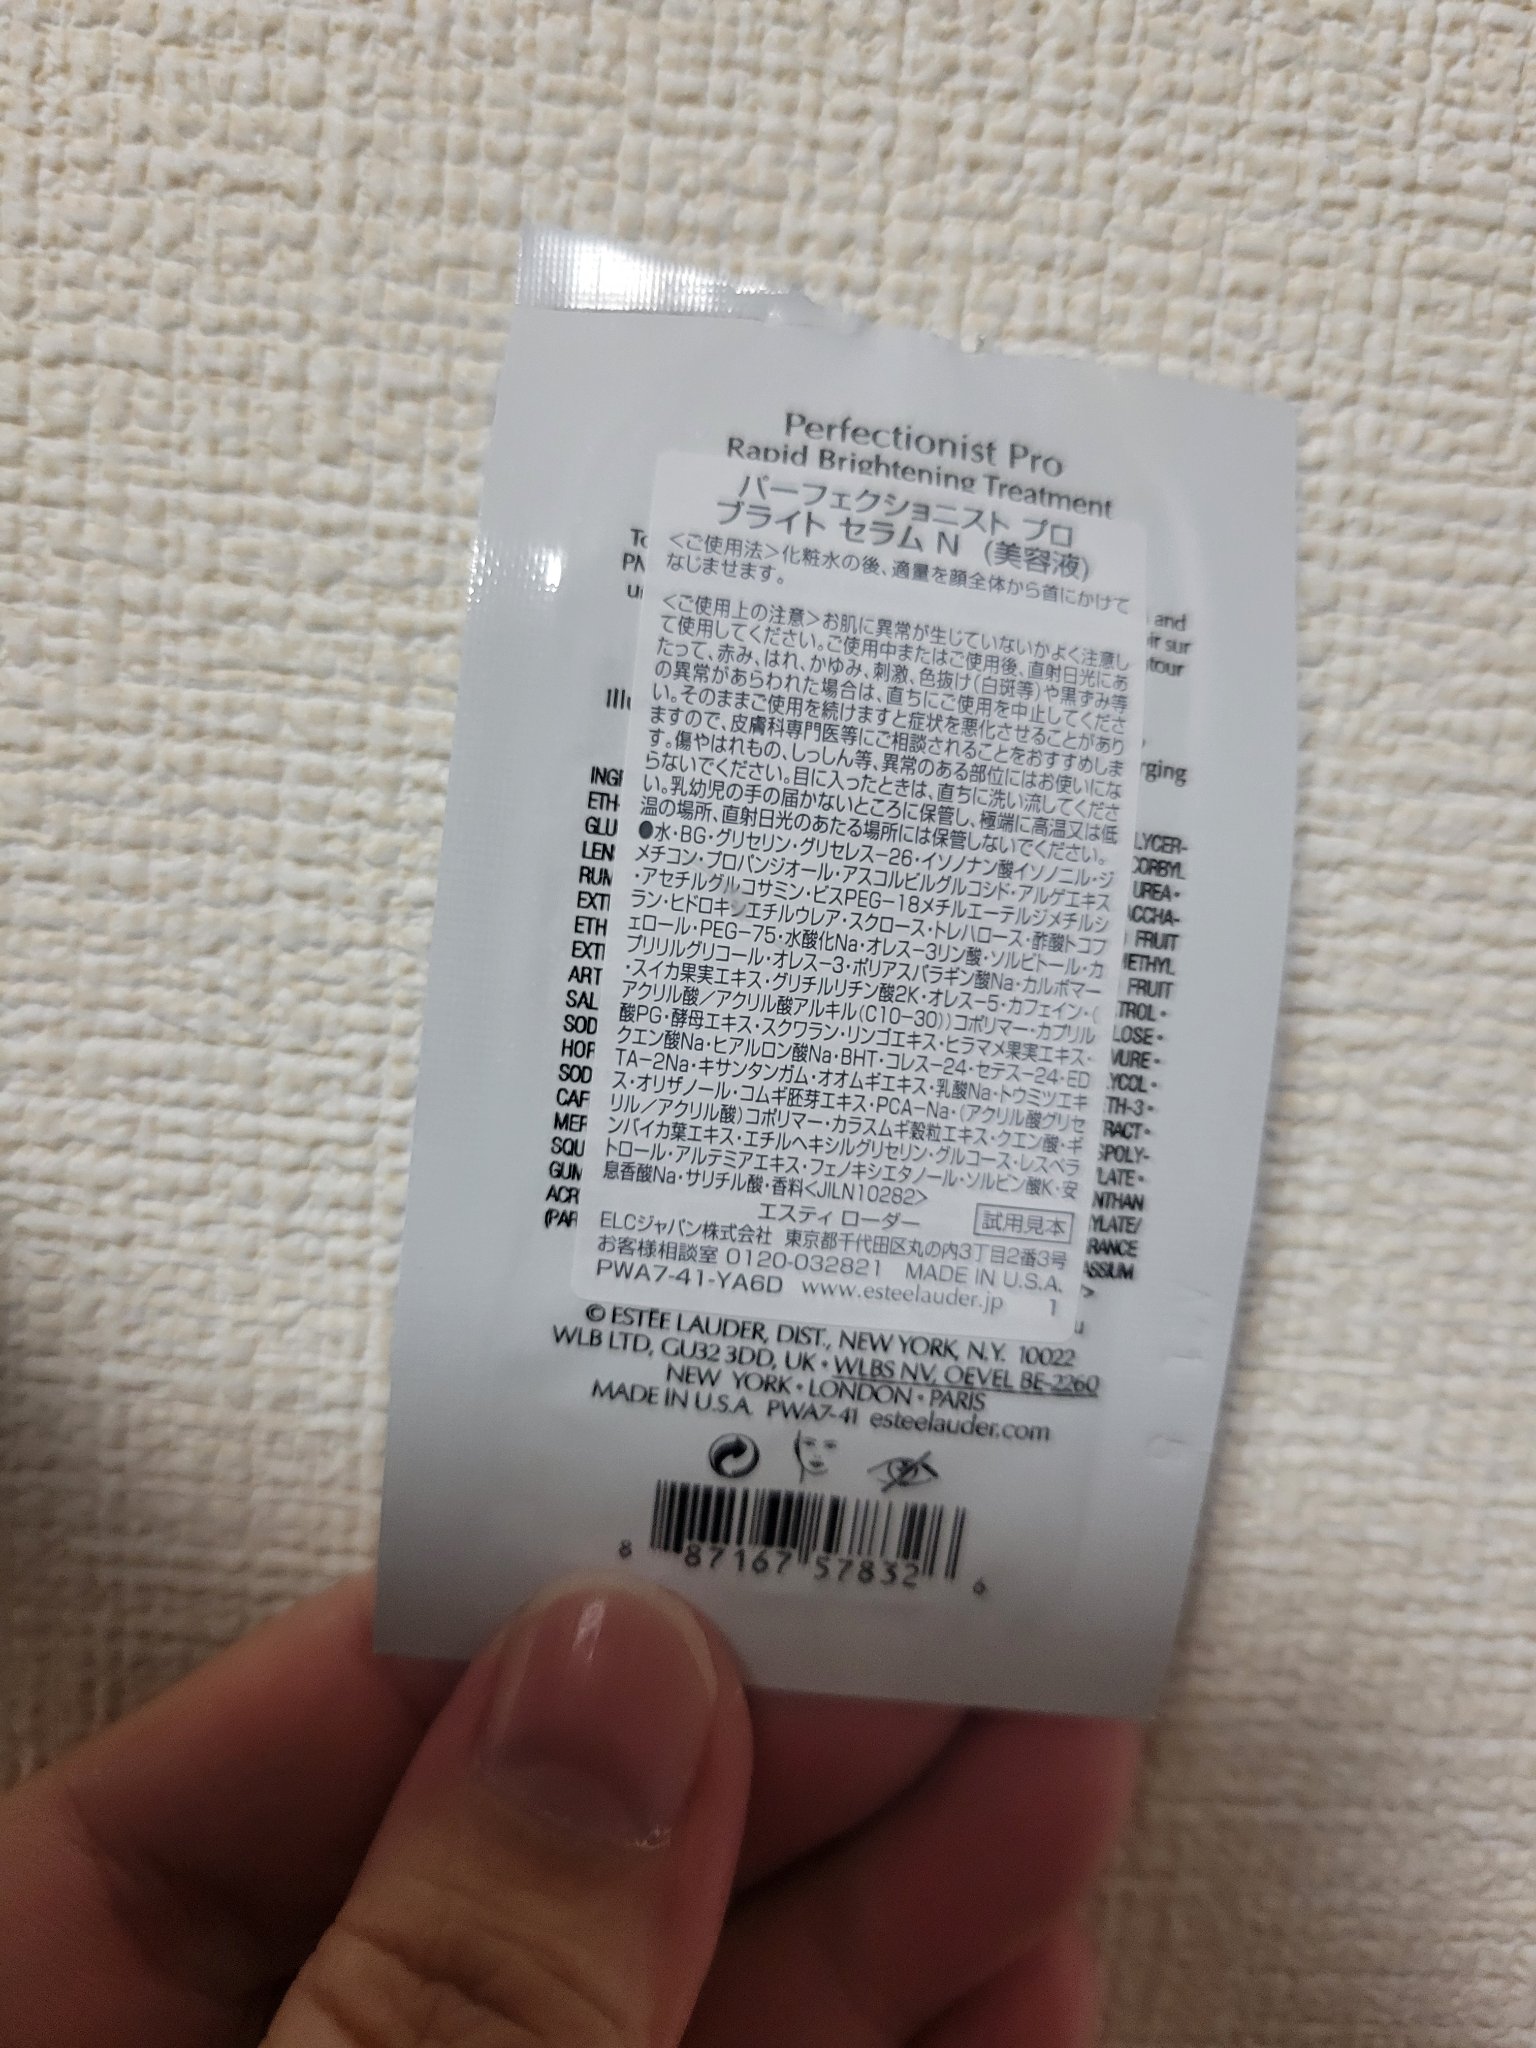 Perfectionist Pro
Rapid Brightening Treatment
パーフェクショニスト プロ
ブライト セラム N (美容液)
<ご使用法>化粧水の後、適量を顔全体から首にかけて
なじませます。
<ご使用上の注意>お肌に異常が生じていないかよく注意し
て使用してください。ご使用中またはご使用後、直射日光にあ
たって、赤み、はれ、かゆみ、刺激、色抜け(白斑等)や黒ずみ等
の異常があらわれた場合は、直ちにご使用を中止してくださ
い。そのままご使用を続けますと症状を悪化させることがあり
ますので、皮膚科専門医等にご相談されることをおすすめしま
す。傷やはれもの、しっしん等、異常のある部位にはお使いにな
らないでください。目に入ったときは、直ちに洗い流してくださ
い。乳幼児の手の届かないところに保管し、極端に高温又は低
温の場所、直射日光のあたる場所には保管しないでください。
●水・BG・グリセリン・グリセレス-26・イソノナン酸イソノニル・ジ
メチコン・プロパンジオール・アスコルビルグルコシド・アルゲエキス
・アセチルグルコサミン・ビスPEG-18メチルエーテルジメチルシ
ラン・ヒドロキシエチルウレア・スクロース・トレハロース・酢酸トコフ
ェロール・PEG-75・水酸化Na・オレス-3リン酸・ソルビトール・カ
プリリルグリコール・オレス-3・ポリアスパラギン酸Na・カルボマー
・スイカ果実エキス・グリチルリチン酸2K・オレス-5・カフェイン・(
アクリル酸/アクリル酸アルキル(C10-30))コポリマー・カプリル
酸PG・酵母エキス・スクワラン・リンゴエキス・ヒラマメ果実エキス・
クエン酸Na・ヒアルロン酸Na・BHT・コレス-24・セテス-24・ED
TA-2Na・キサンタンガム・オオムギエキス・乳酸Na・トウミツエキ
ス・オリザノール・コムギ胚芽エキス・PCA-Na・(アクリル酸グリセ
リル/アクリル酸)コポリマー・カラスムギ穀粒エキス・クエン酸・ギ
ンバイカ葉エキス・エチルヘキシルグリセリン・グルコース・レスベラ
トロール・アルテミアエキス・フェノキシエタノール・ソルビン酸K・安
息香酸Na・サリチル酸・香料<JILN10282>
エスティ ローダー 試用見本
ELCジャパン株式会社 東京都千代田区丸の内3丁目2番3号
お客様相談室 0120-032821 MADE IN U.S.A.
PWA7-41-YA6D www.esteelauder.jp 1
© ESTĒE LAUDER, DIST., NEW YORK, N.Y. 10022
WLB LTD, GU32 3DD, UK • WLBS NV, OEVEL BE-2260
NEW YORK • LONDON • PARIS
MADE IN U.S.A. PWA7-41 esteelauder.com
8 87167 57832 6